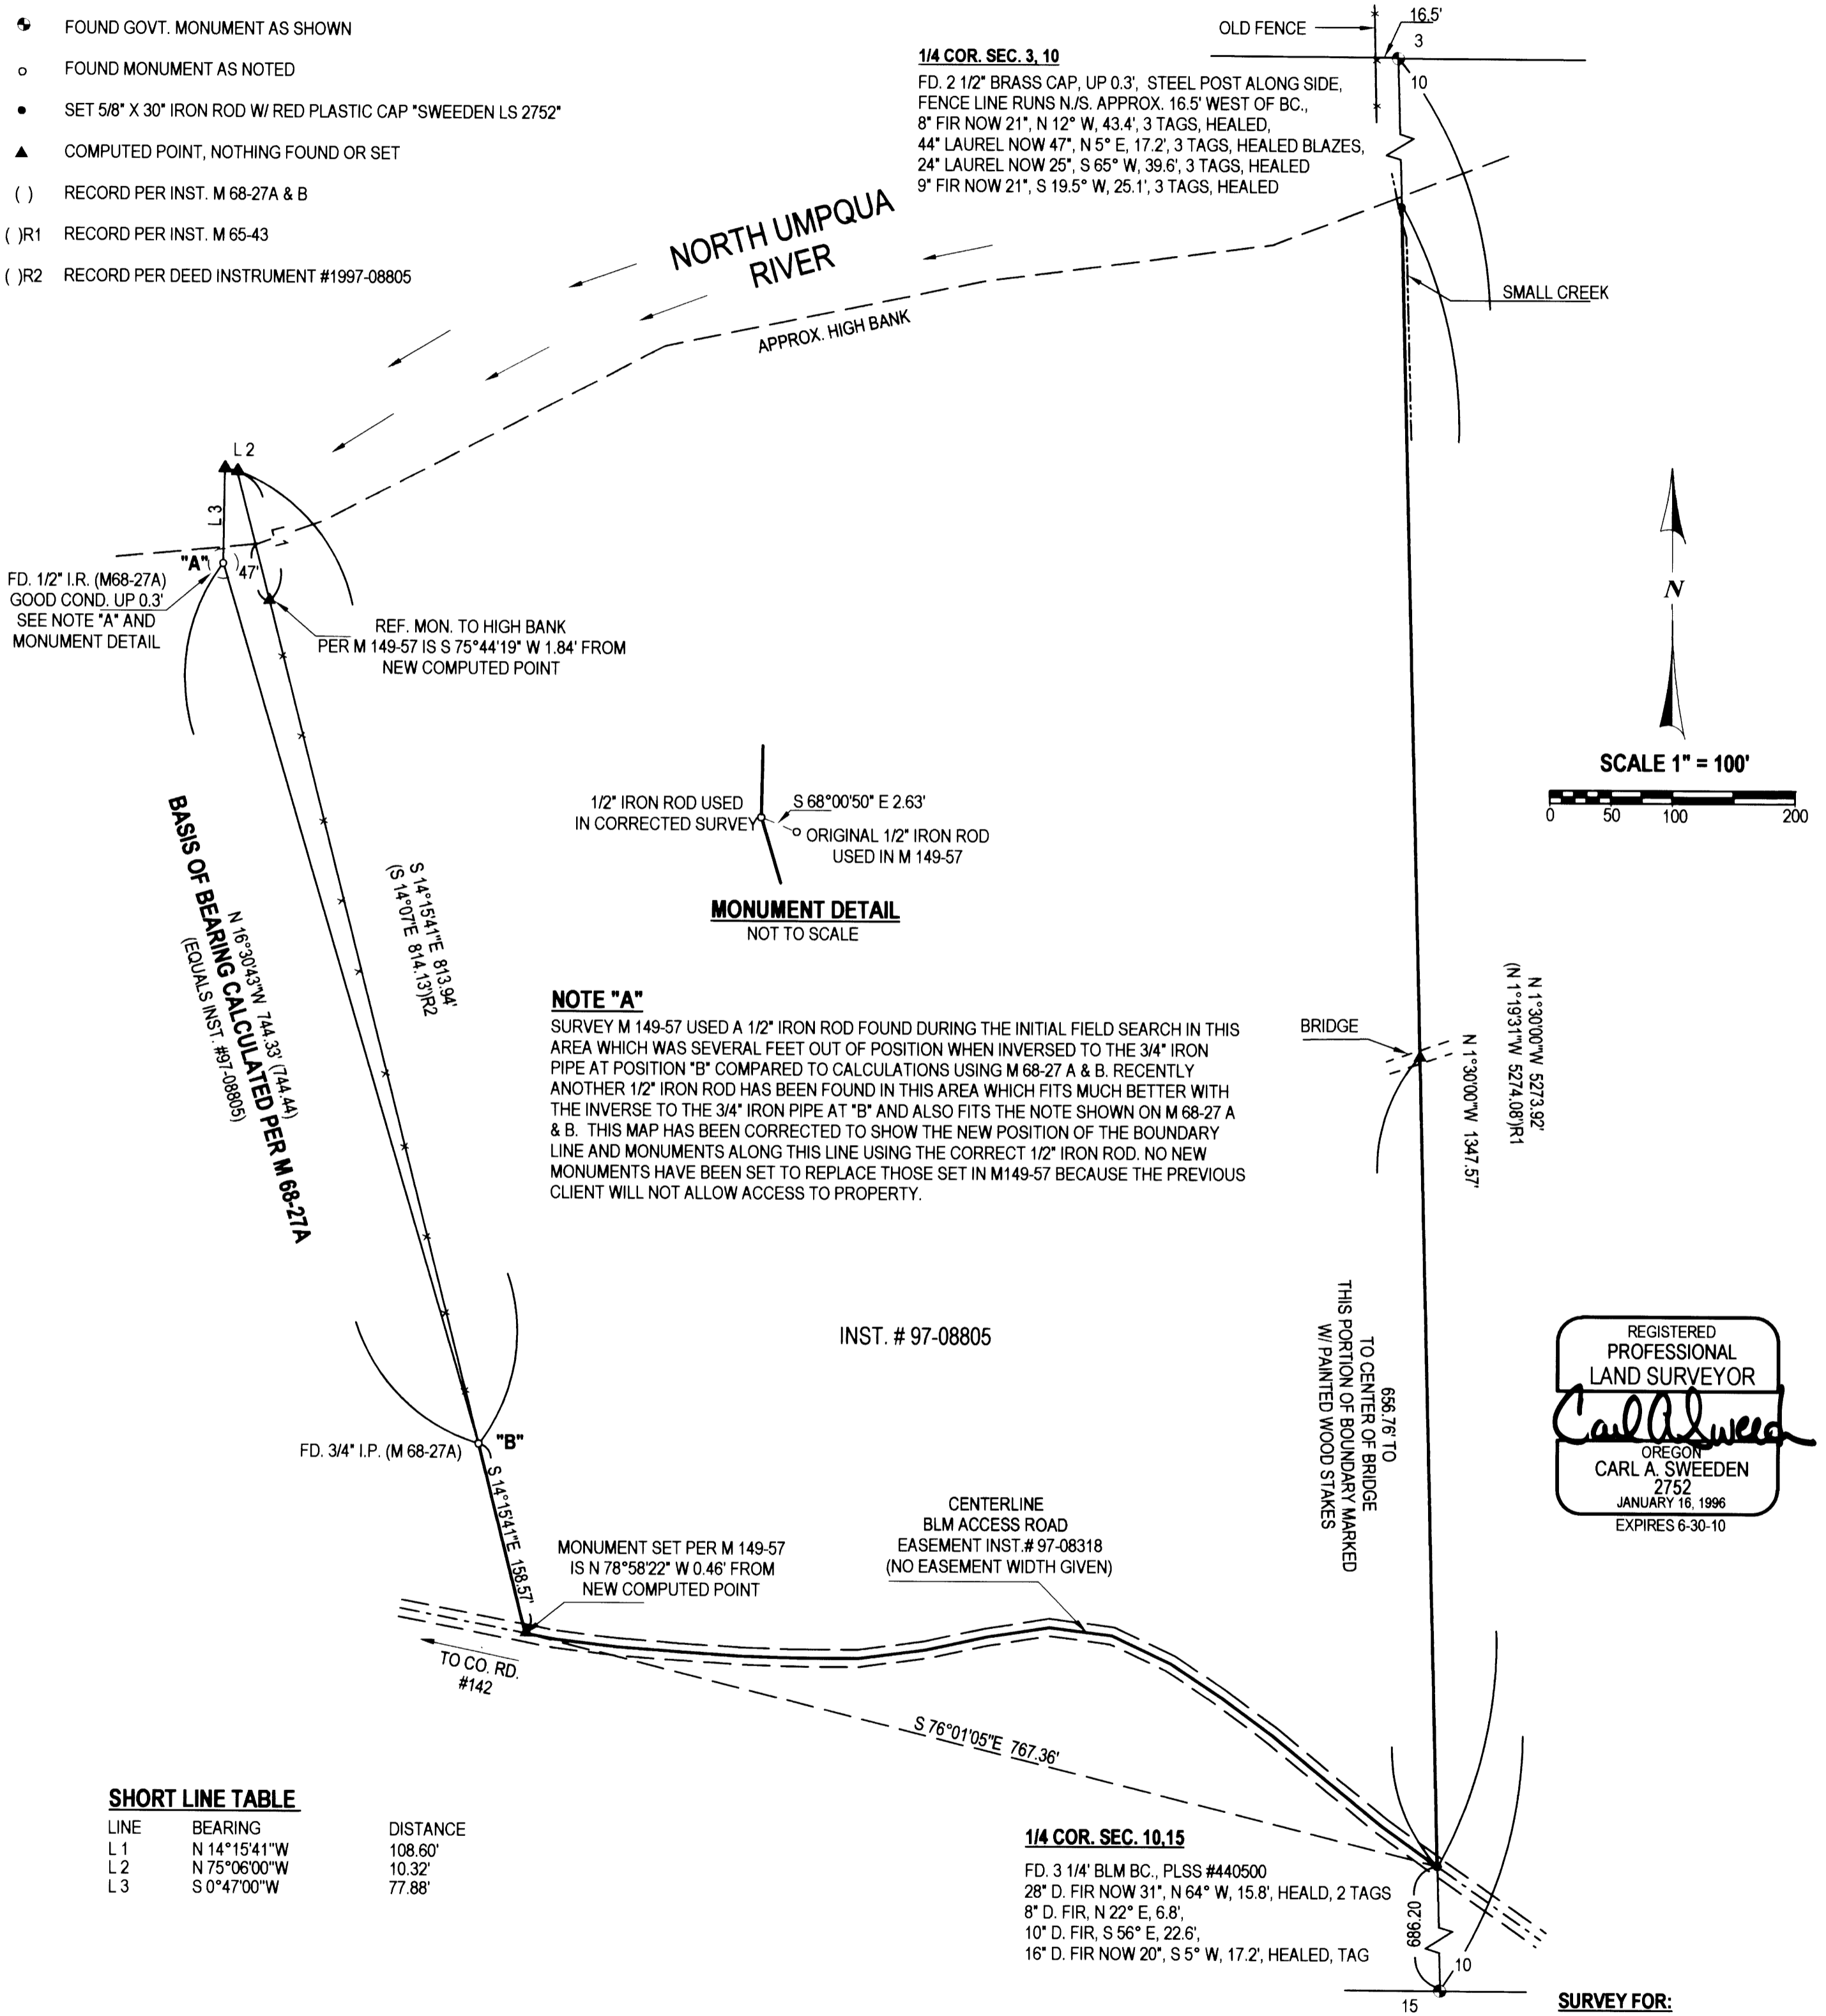 FOUND GOVT. MONUMENT AS SHOWN
FOUND MONUMENT AS NOTED
SET 5/8" X 30" IRON ROD W/ RED PLASTIC CAP "SWEEDEN LS 2752"
COMPUTED POINT, NOTHING FOUND OR SET
( ) RECORD PER INST. M 68-27A & B
( )R1 RECORD PER INST. M 65-43
( )R2 RECORD PER DEED INSTRUMENT #1997-08805
OLD FENCE
16.5'
3
10
1/4 COR. SEC. 3, 10
FD. 2 1/2" BRASS CAP, UP 0.3', STEEL POST ALONG SIDE,
FENCE LINE RUNS N./S. APPROX. 16.5' WEST OF BC.,
8" FIR NOW 21", N 12° W, 43.4', 3 TAGS, HEALED,
44" LAUREL NOW 47", N 5° E, 17.2', 3 TAGS, HEALED BLAZES,
24" LAUREL NOW 25", S 65° W, 39.6', 3 TAGS, HEALED
9" FIR NOW 21", S 19.5° W, 25.1', 3 TAGS, HEALED
NORTH UMPQUA
RIVER
APPROX. HIGH BANK
SMALL CREEK
L 2
L 3
L 1
"A"
47'
FD. 1/2" I.R. (M68-27A)
GOOD COND. UP 0.3'
SEE NOTE "A" AND
MONUMENT DETAIL
REF. MON. TO HIGH BANK
PER M 149-57 IS S 75°44'19" W 1.84' FROM
NEW COMPUTED POINT
N
SCALE 1" = 100'
0 50 100 200
1/2" IRON ROD USED
IN CORRECTED SURVEY
S 68°00'50" E 2.63'
ORIGINAL 1/2" IRON ROD
USED IN M 149-57
MONUMENT DETAIL
NOT TO SCALE
S 14°15'41"E 813.94'
(S 14°07'E 814.13')R2
N 16°30'43"W 744.33' (744.44)
BASIS OF BEARING CALCULATED PER M 68-27A
(EQUALS INST. #97-08805)
NOTE "A"
SURVEY M 149-57 USED A 1/2" IRON ROD FOUND DURING THE INITIAL FIELD SEARCH IN THIS
AREA WHICH WAS SEVERAL FEET OUT OF POSITION WHEN INVERSED TO THE 3/4" IRON
PIPE AT POSITION "B" COMPARED TO CALCULATIONS USING M 68-27 A & B. RECENTLY
ANOTHER 1/2" IRON ROD HAS BEEN FOUND IN THIS AREA WHICH FITS MUCH BETTER WITH
THE INVERSE TO THE 3/4" IRON PIPE AT "B" AND ALSO FITS THE NOTE SHOWN ON M 68-27 A
& B. THIS MAP HAS BEEN CORRECTED TO SHOW THE NEW POSITION OF THE BOUNDARY
LINE AND MONUMENTS ALONG THIS LINE USING THE CORRECT 1/2" IRON ROD. NO NEW
MONUMENTS HAVE BEEN SET TO REPLACE THOSE SET IN M149-57 BECAUSE THE PREVIOUS
CLIENT WILL NOT ALLOW ACCESS TO PROPERTY.
BRIDGE
N 1°30'00"W 5273.92'
(N 1°19'31"W 5274.08')R1
N 1°30'00"W 1347.57'
656.76' TO
TO CENTER OF BRIDGE
THIS PORTION OF BOUNDARY MARKED
W/ PAINTED WOOD STAKES
INST. # 97-08805
REGISTERED
PROFESSIONAL
LAND SURVEYOR
Carl A Sweeden
OREGON
CARL A. SWEEDEN
2752
JANUARY 16, 1996
EXPIRES 6-30-10
FD. 3/4" I.P. (M 68-27A)
"B"
S 14°15'41"E 158.57'
MONUMENT SET PER M 149-57
IS N 78°58'22" W 0.46' FROM
NEW COMPUTED POINT
CENTERLINE
BLM ACCESS ROAD
EASEMENT INST.# 97-08318
(NO EASEMENT WIDTH GIVEN)
TO CO. RD.
#142
S 76°01'05"E 767.36'
SHORT LINE TABLE
LINE BEARING DISTANCE
L 1 N 14°15'41"W 108.60'
L 2 N 75°06'00"W 10.32'
L 3 S 0°47'00"W 77.88'
1/4 COR. SEC. 10,15
FD. 3 1/4' BLM BC., PLSS #440500
28" D. FIR NOW 31", N 64° W, 15.8', HEALD, 2 TAGS
8" D. FIR, N 22° E, 6.8',
10" D. FIR, S 56° E, 22.6',
16" D. FIR NOW 20", S 5° W, 17.2', HEALED, TAG
686.20
10
15
SURVEY FOR: